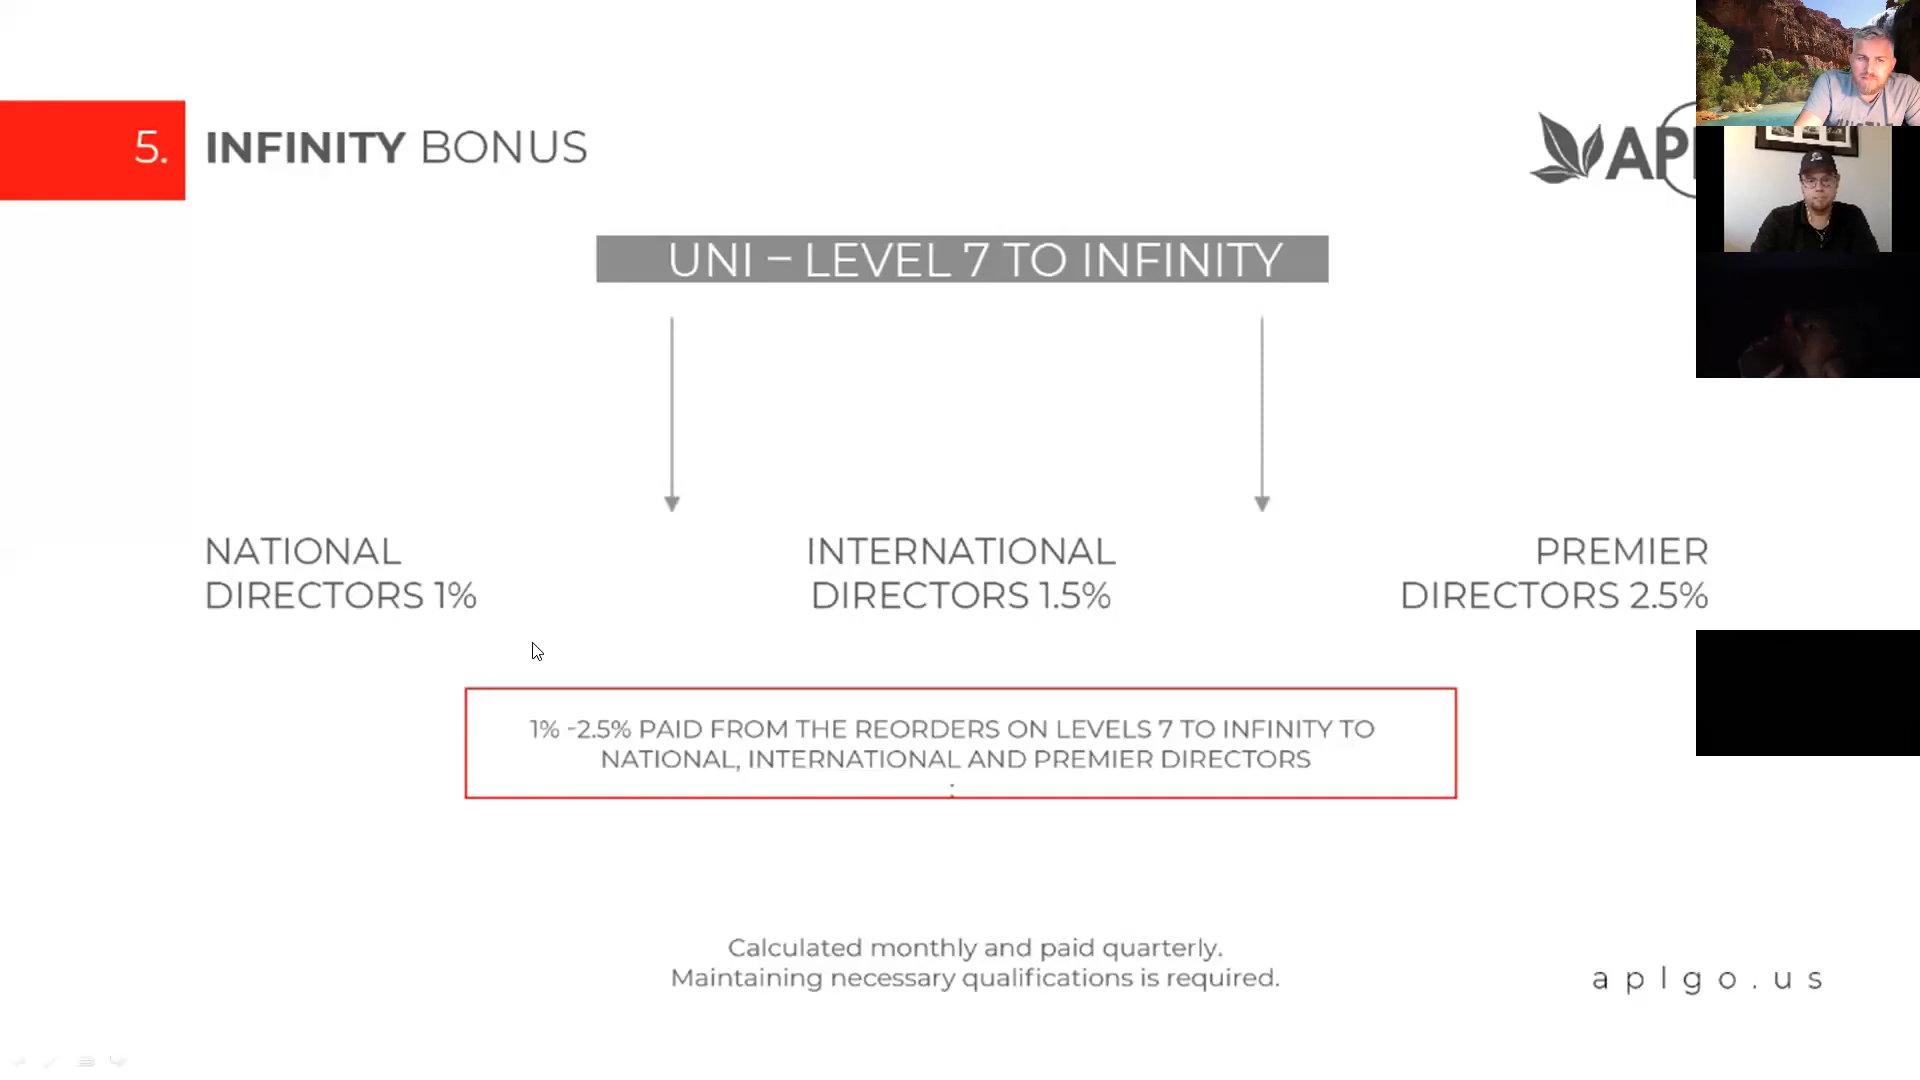 5. INFINITY BONUS
UNI – LEVEL 7 TO INFINITY
NATIONAL
DIRECTORS 1%
INTERNATIONAL
DIRECTORS 1.5%
PREMIER
DIRECTORS 2.5%
1% -2.5% PAID FROM THE REORDERS ON LEVELS 7 TO INFINITY TO
NATIONAL, INTERNATIONAL AND PREMIER DIRECTORS
:
Calculated monthly and paid quarterly.
Maintaining necessary qualifications is required.
aplgo.us